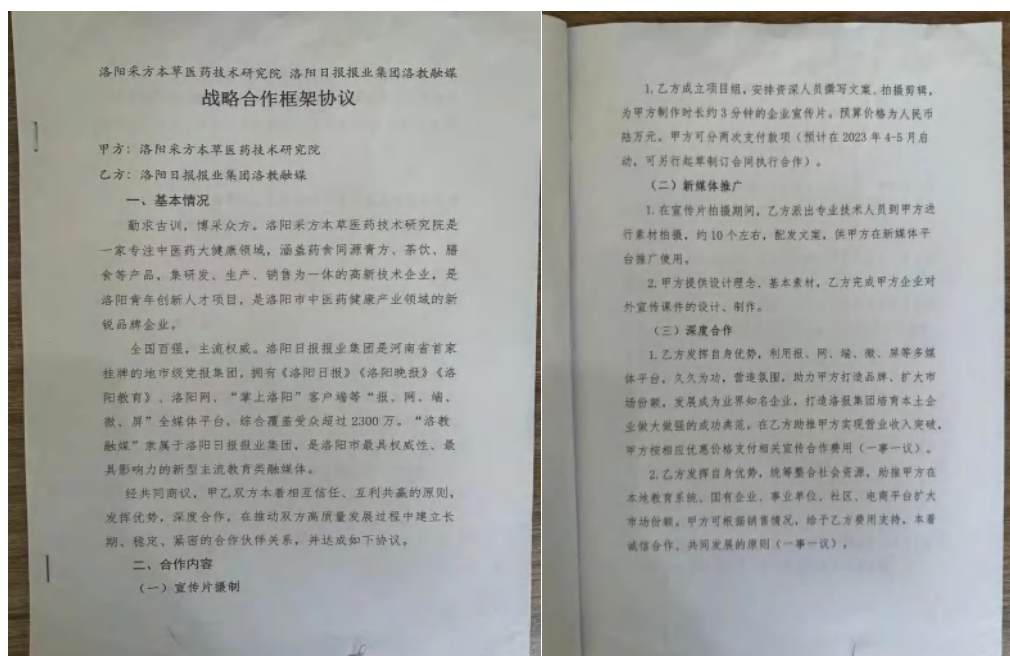 洛阳采方本草医药技术研究院 洛阳日报报业集团洛教融媒
战略合作框架协议
甲方：洛阳采方本草医药技术研究院
乙方：洛阳日报报业集团洛教融媒
一、基本情况
勤求古训，博采众方。洛阳采方本草医药技术研究院是
一家专注中医药大健康领域，涵盖药食同源膏方、茶饮、膳
食等产品，集研发、生产、销售为一体的高新技术企业，是
洛阳青年创新人才项目，是洛阳市中医药健康产业领域的新
锐品牌企业。
全国百强，主流权威。洛阳日报报业集团是河南省首家
挂牌的地市级党报集团，拥有《洛阳日报》《洛阳晚报》《洛
阳教育》、洛阳网、“掌上洛阳”客户端等“报、网、端、
微、屏”全媒体平台，综合覆盖受众超过2300万。“洛教
融媒”隶属于洛阳日报报业集团，是洛阳市最具权威性、最
具影响力的新型主流教育类融媒体。
经共同商议，甲乙双方本着相互信任、互利共赢的原则，
发挥优势，深度合作，在推动双方高质量发展过程中建立长
期、稳定、紧密的合作伙伴关系，并达成如下协议。
二、合作内容
（一）宣传片摄制
1.乙方成立项目组，安排资深人员撰写文案、拍摄剪辑，
为甲方制作时长约3分钟的企业宣传片。预算价格为人民币
陆万元。甲方可分两次支付款项（预计在2023年4-5月启
动，可另行起草制订合同执行合作）。
（二）新媒体推广
1.在宣传片拍摄期间，乙方派出专业技术人员到甲方进
行素材拍摄，约10个左右，配发文案，供甲方在新媒体平
台推广使用。
2.甲方提供设计理念、基本素材，乙方完成甲方企业对
外宣传课件的设计、制作。
（三）深度合作
1.乙方发挥自身优势，利用报、网、端、微、屏等多媒
体平台，久久为功，营造氛围，助力甲方打造品牌、扩大市
场份额，发展成为业界知名企业，打造洛报集团培育本土企
业做大做强的成功典范。在乙方助推甲方实现营业收入突破，
甲方按相应优惠价格支付相关宣传合作费用（一事一议）。
2.乙方发挥自身优势，统筹整合社会资源，助推甲方在
本地教育系统、国有企业、事业单位、社区、电商平台扩大
市场份额。甲方可根据销售情况，给予乙方费用支持，本着
诚信合作、共同发展的原则（一事一议）。